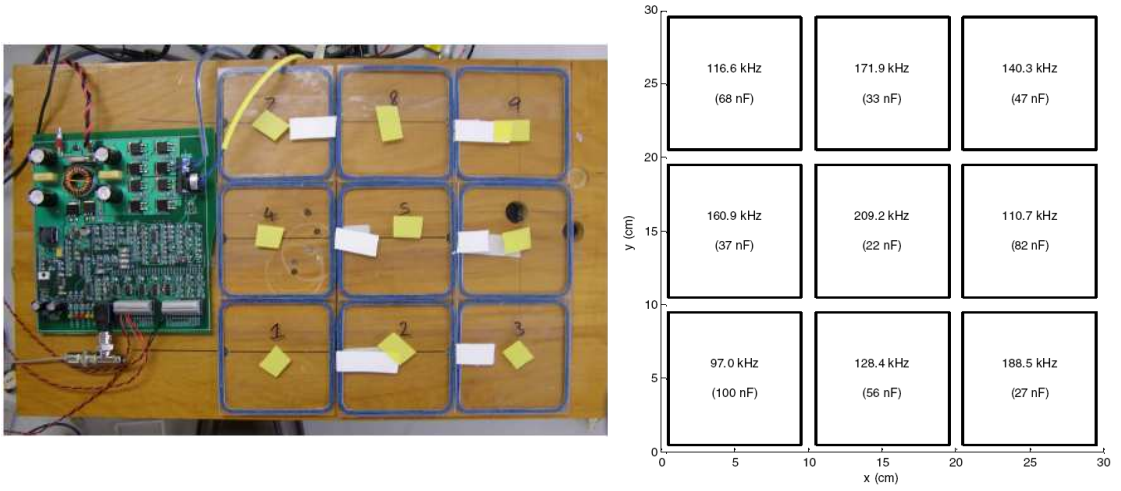 7 8 9
4 5
1 2 3
30
25
20
15
10
5
0
y (cm)
116.6 kHz
(68 nF)
171.9 kHz
(33 nF)
140.3 kHz
(47 nF)
160.9 kHz
(37 nF)
209.2 kHz
(22 nF)
110.7 kHz
(82 nF)
97.0 kHz
(100 nF)
128.4 kHz
(56 nF)
188.5 kHz
(27 nF)
0 5 10 15 20 25 30
x (cm)